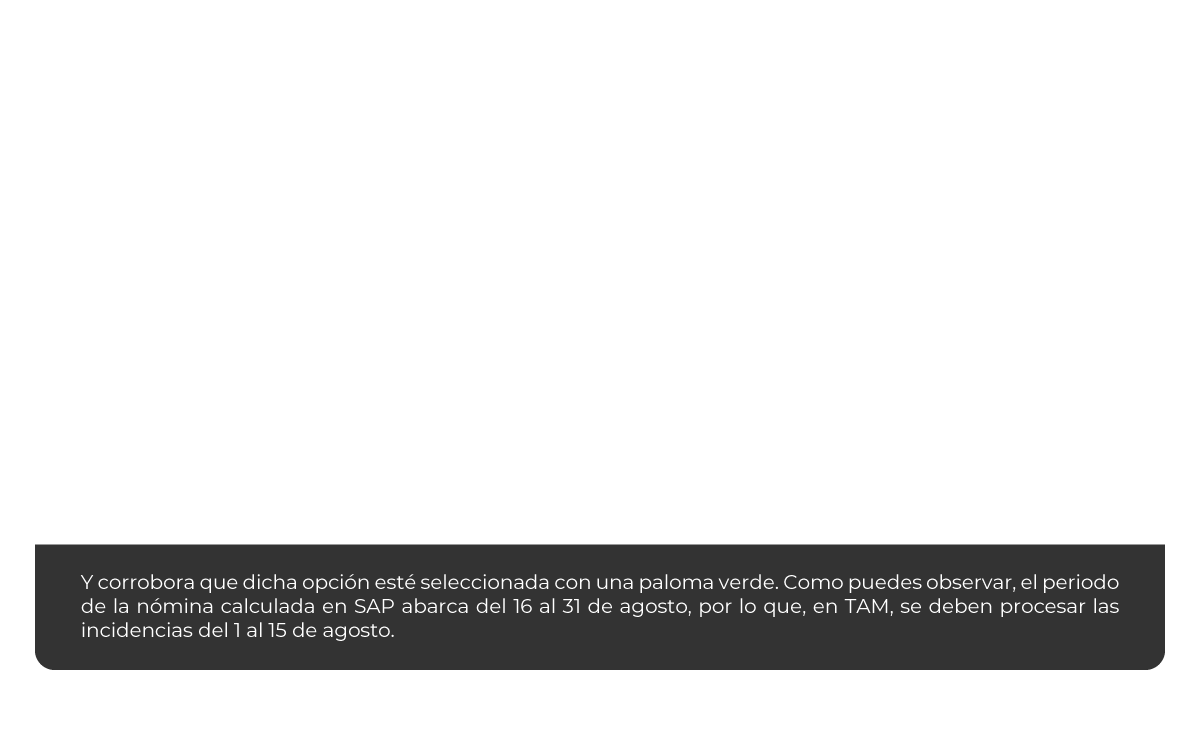 Y corrobora que dicha opción esté seleccionada con una paloma verde. Como puedes observar, el periodo
de la nómina calculada en SAP abarca del 16 al 31 de agosto, por lo que, en TAM, se deben procesar las
incidencias del 1 al 15 de agosto.